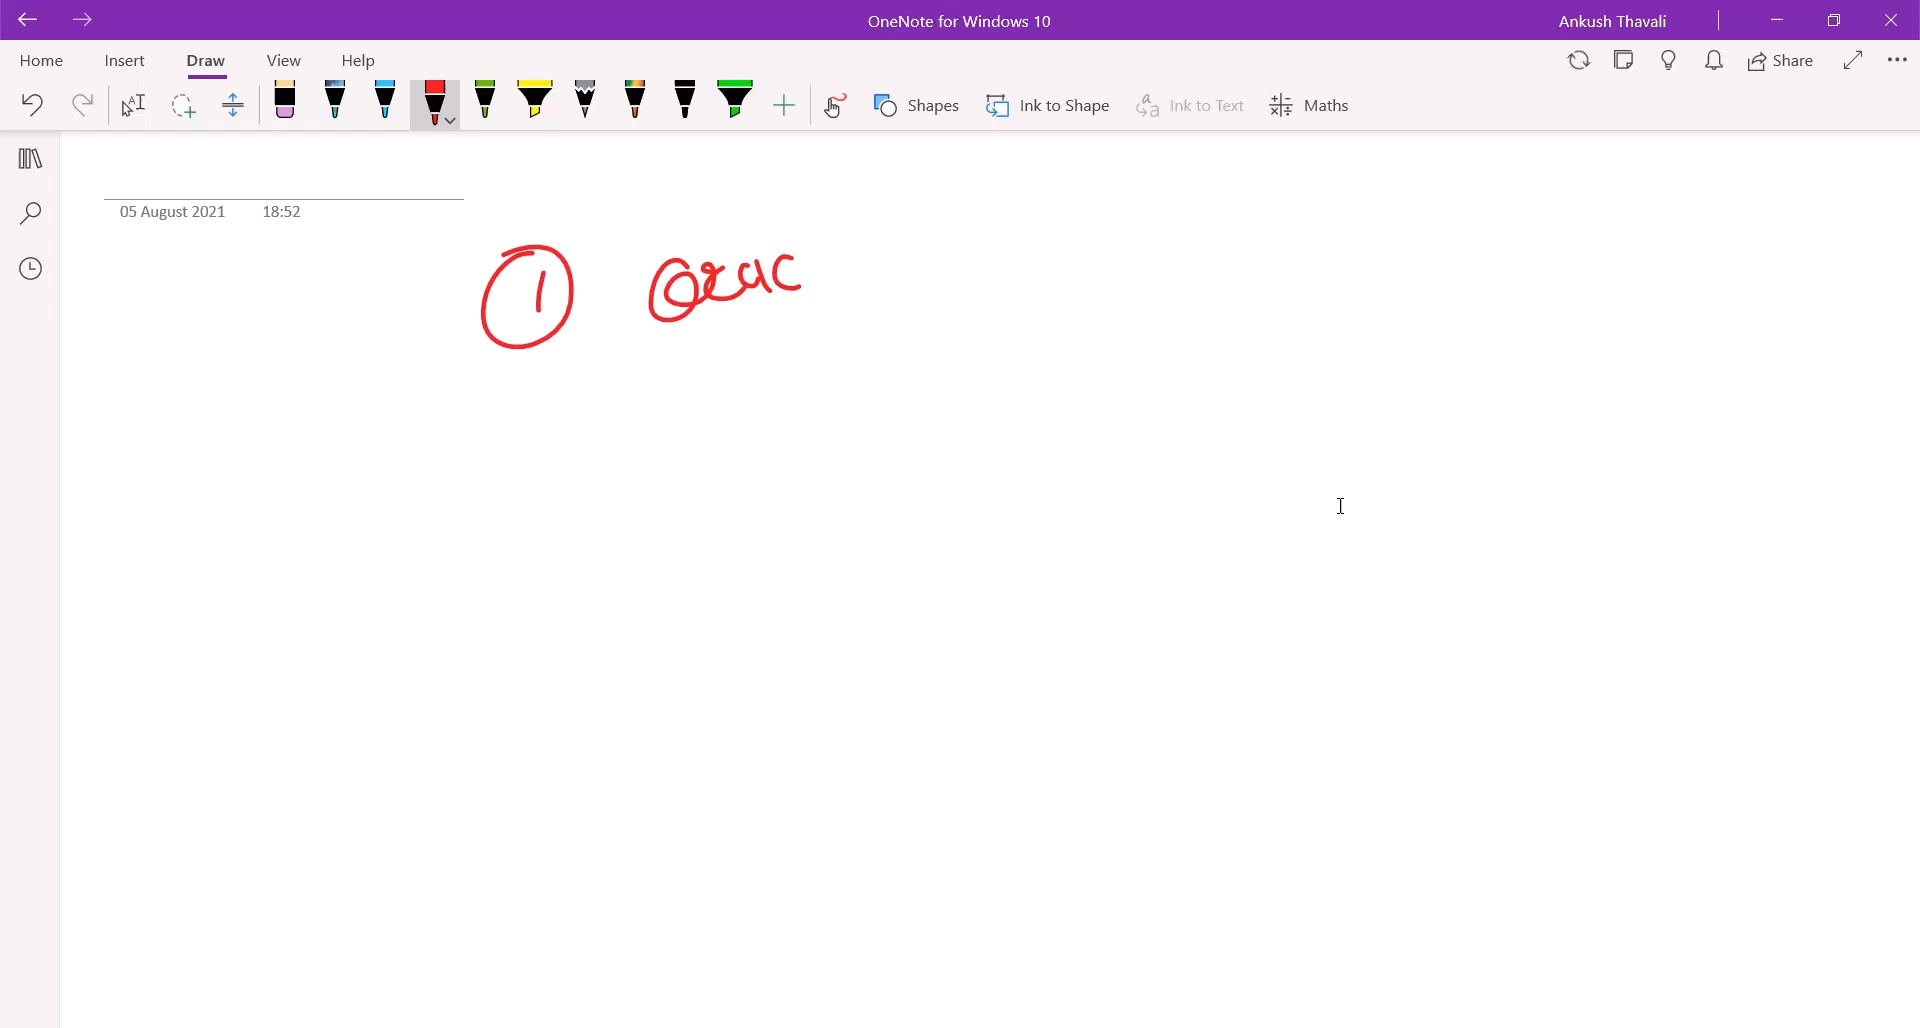 OneNote for Windows 10 Ankush Thavali
Home Insert Draw View Help Share
Shapes Ink to Shape Ink to Text Maths
05 August 2021 18:52
1 Orac